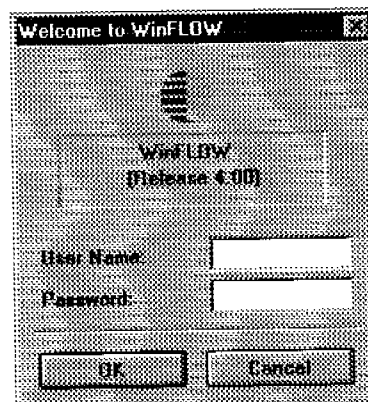 Welcome to WinFLOW
WinFLOW
(Release 4.00)
User Name:
Password:
OK Cancel